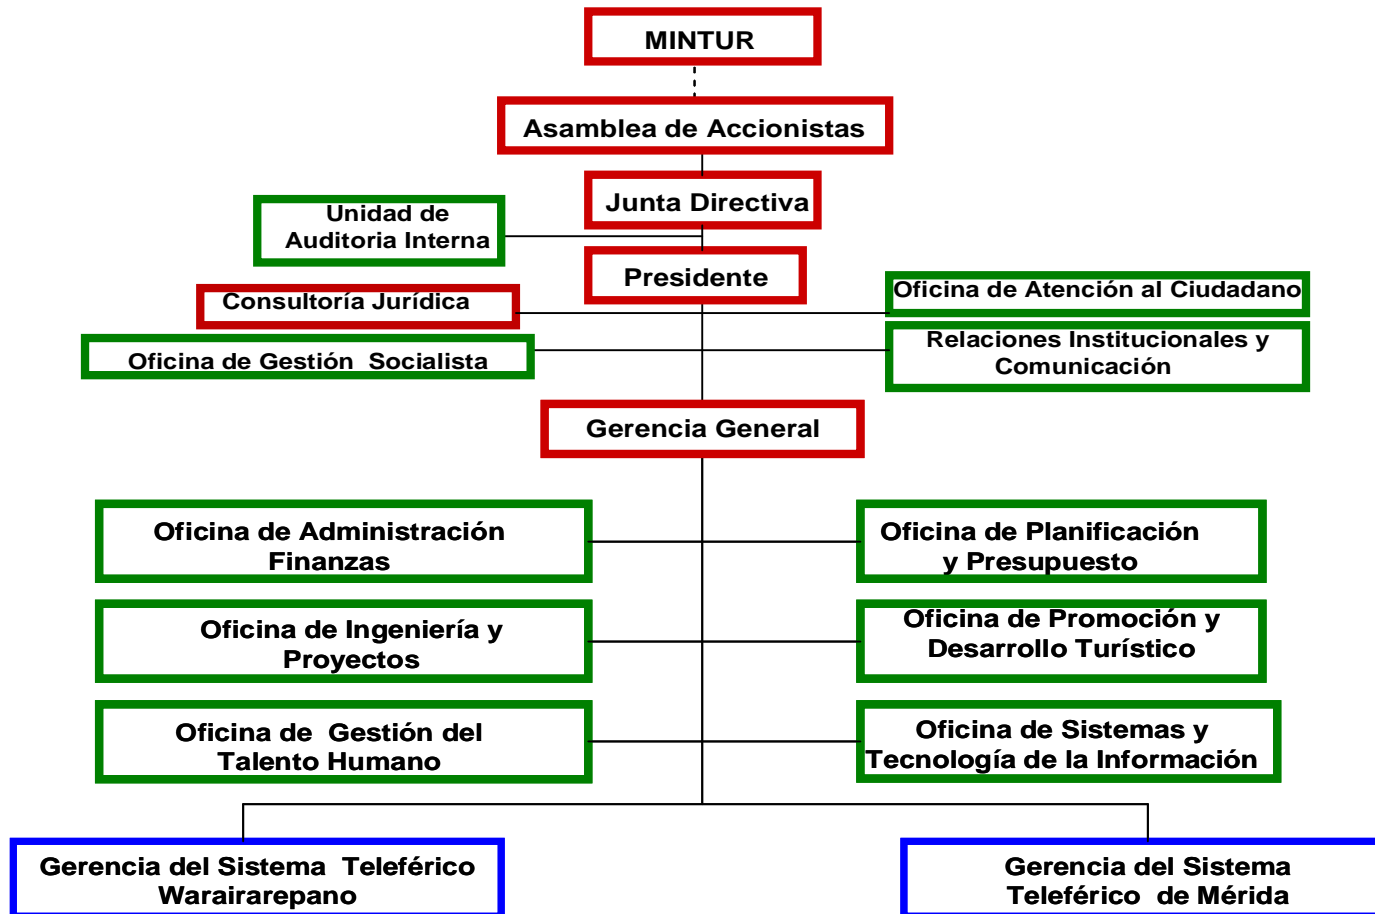 MINTUR
Asamblea de Accionistas
Junta Directiva
Unidad de
Auditoria Interna
Presidente
Consultoría Jurídica
Oficina de Atención al Ciudadano
Oficina de Gestión Socialista
Relaciones Institucionales y
Comunicación
Gerencia General
Oficina de Administración
Finanzas
Oficina de Planificación
y Presupuesto
Oficina de Ingeniería y
Proyectos
Oficina de Promoción y
Desarrollo Turístico
Oficina de Gestión del
Talento Humano
Oficina de Sistemas y
Tecnología de la Información
Gerencia del Sistema Teleférico
Warairarepano
Gerencia del Sistema
Teleférico de Mérida